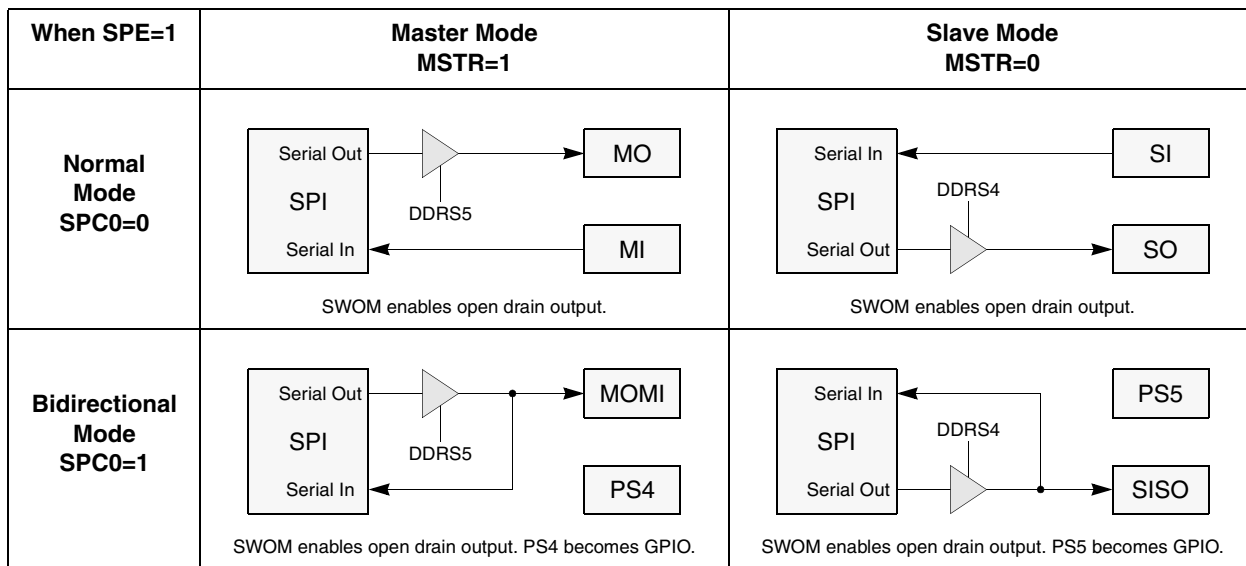 When SPE=1
Master Mode
MSTR=1
Slave Mode
MSTR=0
Normal
Mode
SPC0=0
Serial Out
SPI
Serial In
DDRS5
MO
MI
SWOM enables open drain output.
Serial In
SPI
Serial Out
DDRS4
SI
SO
SWOM enables open drain output.
Bidirectional
Mode
SPC0=1
Serial Out
SPI
Serial In
DDRS5
MOMI
PS4
SWOM enables open drain output. PS4 becomes GPIO.
Serial In
SPI
Serial Out
DDRS4
PS5
SISO
SWOM enables open drain output. PS5 becomes GPIO.